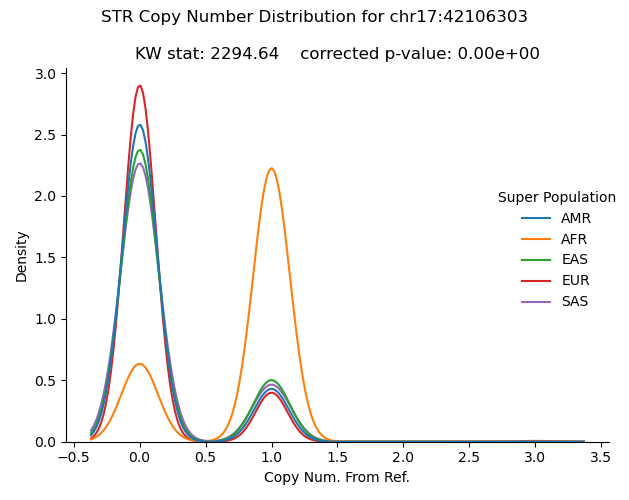 STR Copy Number Distribution for chr17:42106303
KW stat: 2294.64    corrected p-value: 0.00e+00
3.0
2.5
2.0
1.5
1.0
0.5
0.0
Density
−0.5 0.0 0.5 1.0 1.5 2.0 2.5 3.0 3.5
Copy Num. From Ref.
Super Population
AMR
AFR
EAS
EUR
SAS